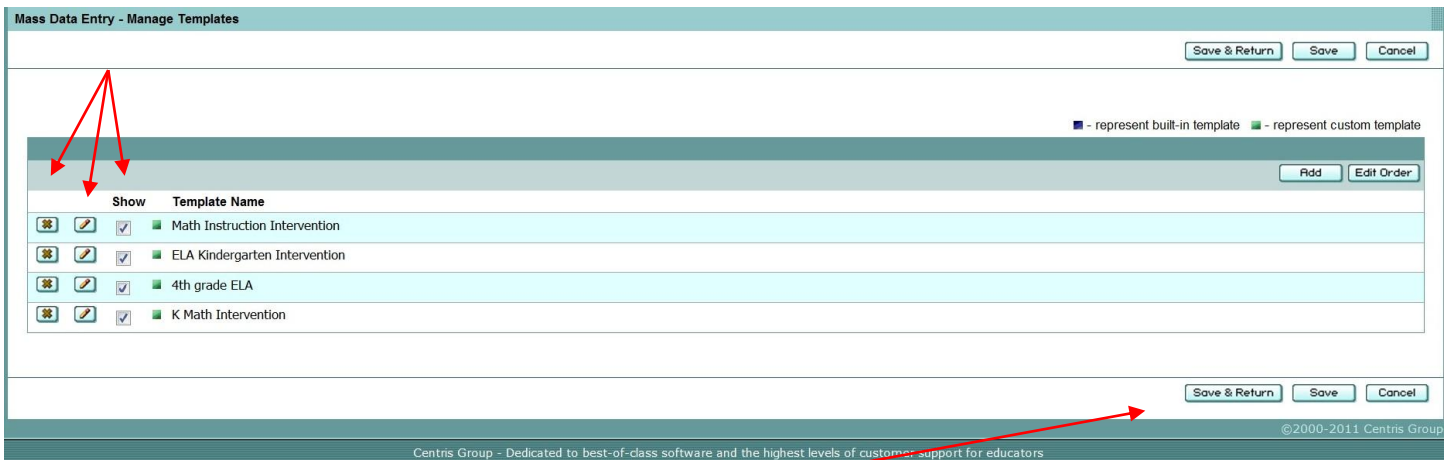 Mass Data Entry - Manage Templates
Save & Return Save Cancel
- represent built-in template - represent custom template
Add Edit Order
Show Template Name
Math Instruction Intervention
ELA Kindergarten Intervention
4th grade ELA
K Math Intervention
Save & Return Save Cancel
©2000-2011 Centris Group
Centris Group - Dedicated to best-of-class software and the highest levels of customer support for educators